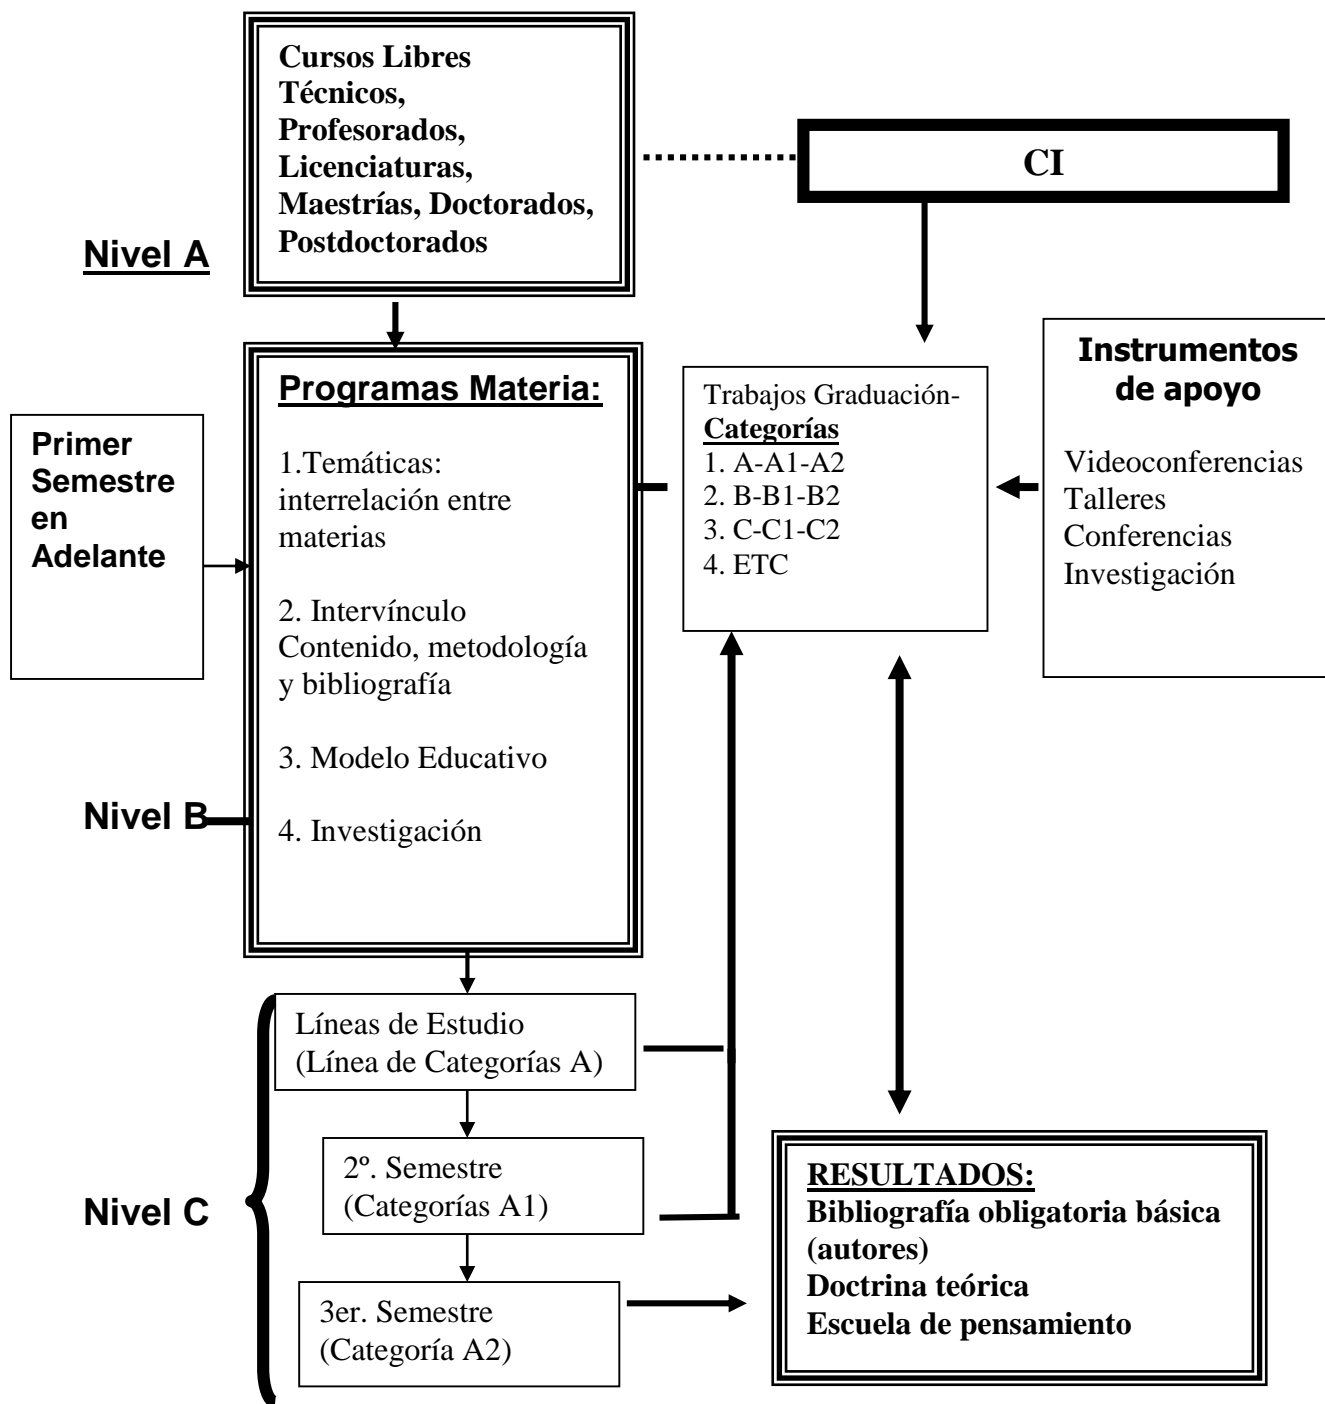 Cursos Libres
Técnicos,
Profesorados,
Licenciaturas,
Maestrías, Doctorados,
Postdoctorados
CI
Nivel A
Programas Materia:
1.Temáticas:
interrelación entre
materias
2. Intervínculo
Contenido, metodología
y bibliografía
3. Modelo Educativo
4. Investigación
Primer
Semestre
en
Adelante
Trabajos Graduación-
Categorías
1. A-A1-A2
2. B-B1-B2
3. C-C1-C2
4. ETC
Instrumentos
de apoyo
Videoconferencias
Talleres
Conferencias
Investigación
Nivel B
Líneas de Estudio
(Línea de Categorías A)
2º. Semestre
(Categorías A1)
Nivel C
3er. Semestre
(Categoría A2)
RESULTADOS:
Bibliografía obligatoria básica
(autores)
Doctrina teórica
Escuela de pensamiento